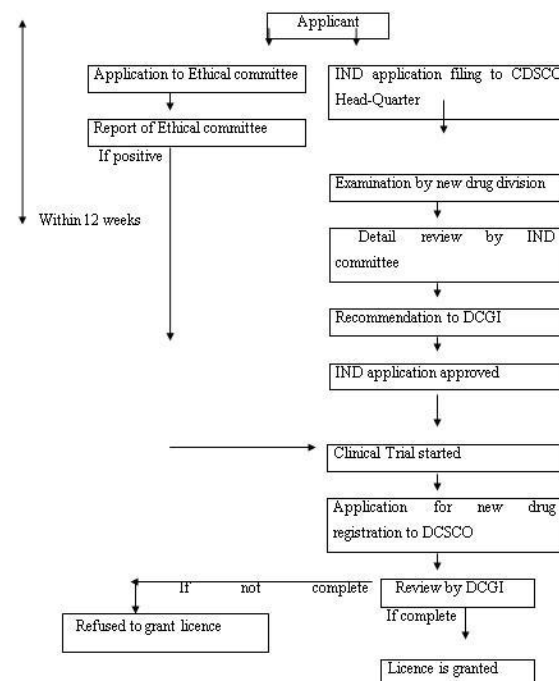 Applicant
Application to Ethical committee
IND application filing to CDSCO
Head-Quarter
Report of Ethical committee
If positive
Examination by new drug division
Within 12 weeks
Detail review by IND
committee
Recommendation to DCGI
IND application approved
Clinical Trial started
Application for new drug
registration to DCSCO
If not complete
Review by DCGI
If complete
Refused to grant licence
Licence is granted